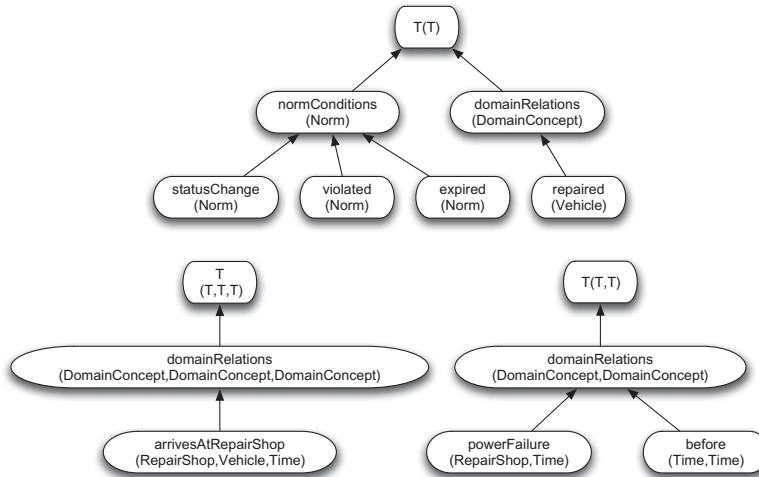 T(T)
normConditions
(Norm)
domainRelations
(DomainConcept)
statusChange
(Norm)
violated
(Norm)
expired
(Norm)
repaired
(Vehicle)
T
(T,T,T)
T(T,T)
domainRelations
(DomainConcept,DomainConcept,DomainConcept)
domainRelations
(DomainConcept,DomainConcept)
arrivesAtRepairShop
(RepairShop,Vehicle,Time)
powerFailure
(RepairShop,Time)
before
(Time,Time)